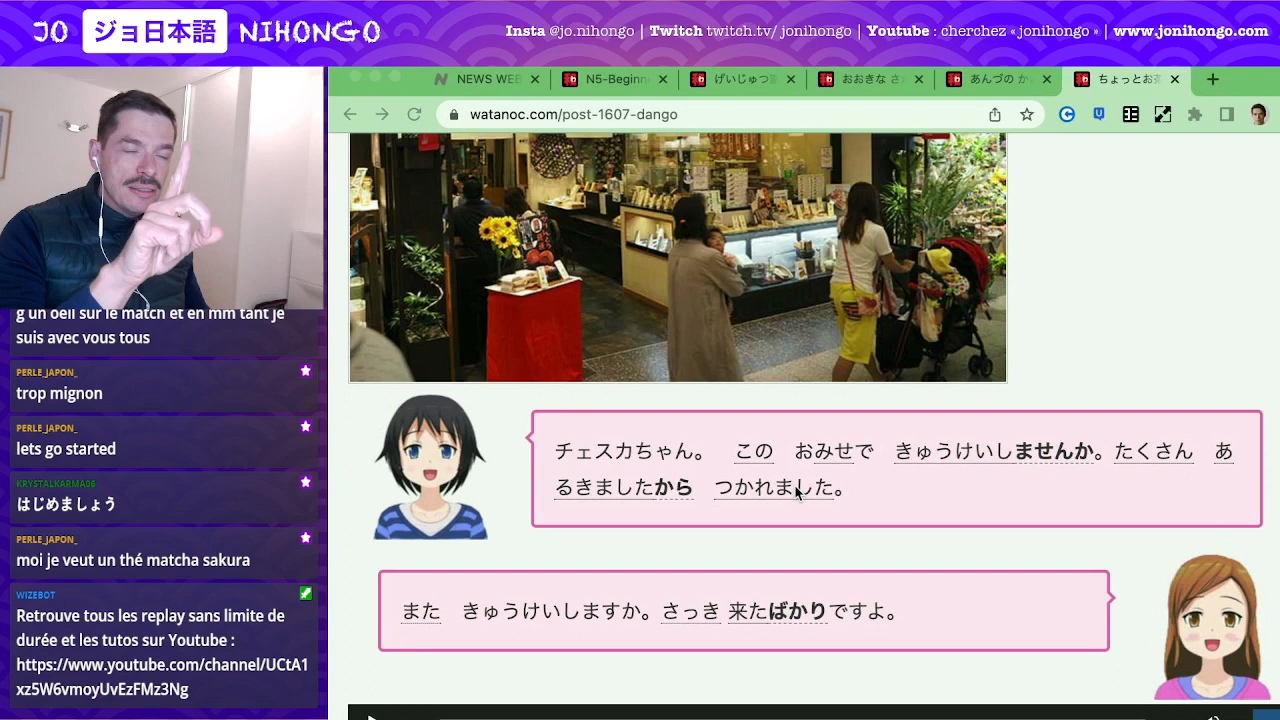 JO ジョ日本語 NIHONGO
Insta @jo.nihongo | Twitch twitch.tv/ jonihongo | Youtube : cherchez « jonihongo » | www.jonihongo.com
NEWS WEB
N5-Beginn
げいじゅつ
おおきな さ
あんづの か
ちょっとお
watanoc.com/post-1607-dango
g un oeil sur le match et en mm tant je
suis avec vous tous
PERLE_JAPON_
trop mignon
PERLE_JAPON_
lets go started
KRYSTALKARMA06
はじめましょう
PERLE_JAPON_
moi je veut un thé matcha sakura
WIZEBOT
Retrouve tous les replay sans limite de
durée et les tutos sur Youtube :
https://www.youtube.com/channel/UCtA1
xz5W6vmoyUvEzFMz3Ng
チェスカちゃん。 この おみせで きゅうけいしませんか。たくさん あ
るきましたから つかれました。
また きゅうけいしますか。さっき 来たばかりですよ。